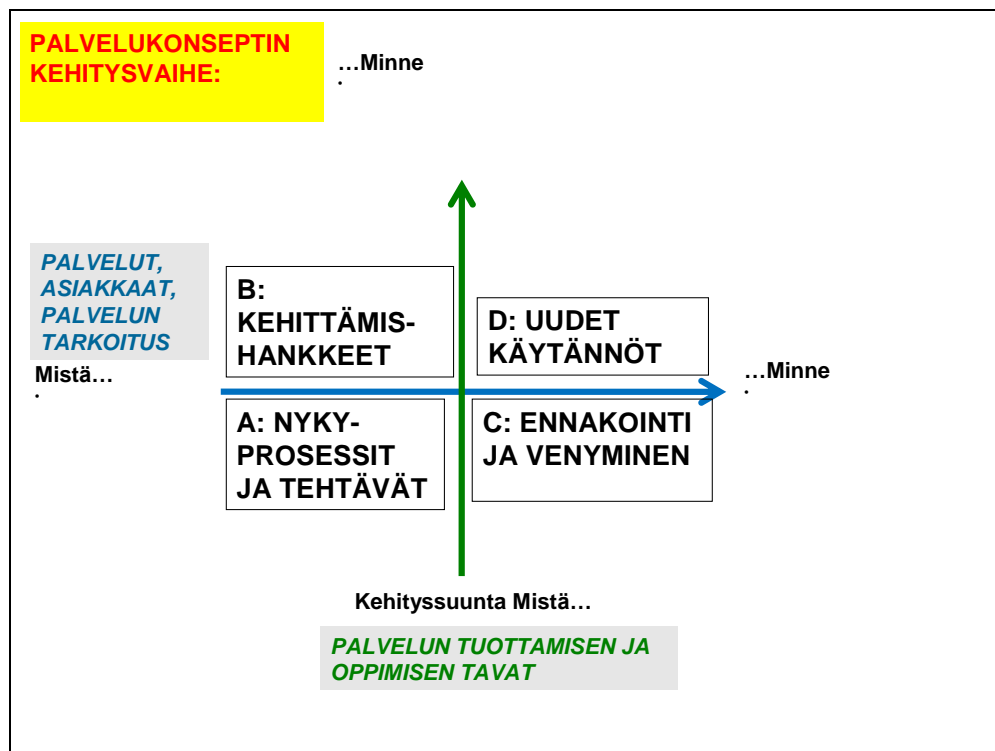 PALVELUKONSEPTIN
KEHITYSVAIHE:
…Minne
.
PALVELUT,
ASIAKKAAT,
PALVELUN
TARKOITUS
Mistä…
.
B:
KEHITTÄMIS-
HANKKEET
D: UUDET
KÄYTÄNNÖT
…Minne
.
A: NYKY-
PROSESSIT
JA TEHTÄVÄT
C: ENNAKOINTI
JA VENYMINEN
Kehityssuunta Mistä…
PALVELUN TUOTTAMISEN JA
OPPIMISEN TAVAT